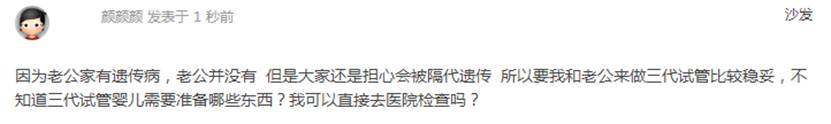 颜颜颜 发表于 1 秒前
沙发
因为老公家有遗传病，老公并没有 但是大家还是担心会被隔代遗传 所以要我和老公来做三代试管比较稳妥，不
知道三代试管婴儿需要准备哪些东西？我可以直接去医院检查吗？